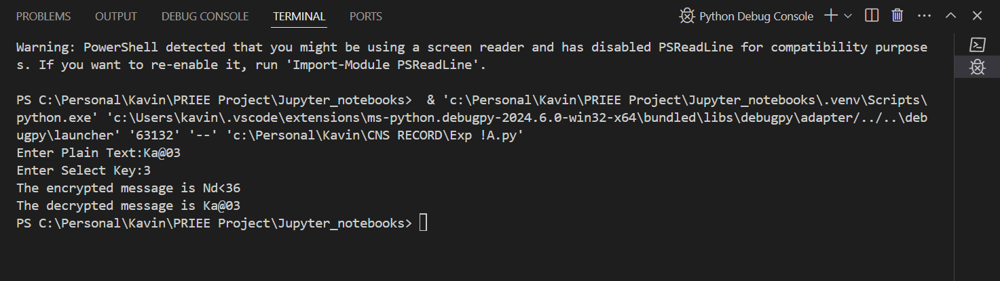 PROBLEMS OUTPUT DEBUG CONSOLE TERMINAL PORTS Python Debug Console
Warning: PowerShell detected that you might be using a screen reader and has disabled PSReadLine for compatibility purpose
s. If you want to re-enable it, run 'Import-Module PSReadLine'.
PS C:\Personal\Kavin\PRIEE Project\Jupyter_notebooks>  & 'c:\Personal\Kavin\PRIEE Project\Jupyter_notebooks\.venv\Scripts\
python.exe' 'c:\Users\kavin\.vscode\extensions\ms-python.debugpy-2024.6.0-win32-x64\bundled\libs\debugpy\adapter/../..\deb
ugpy\launcher' '63132' '--' 'c:\Personal\Kavin\CNS RECORD\Exp !A.py'
Enter Plain Text:Ka@03
Enter Select Key:3
The encrypted message is Nd<36
The decrypted message is Ka@03
PS C:\Personal\Kavin\PRIEE Project\Jupyter_notebooks>